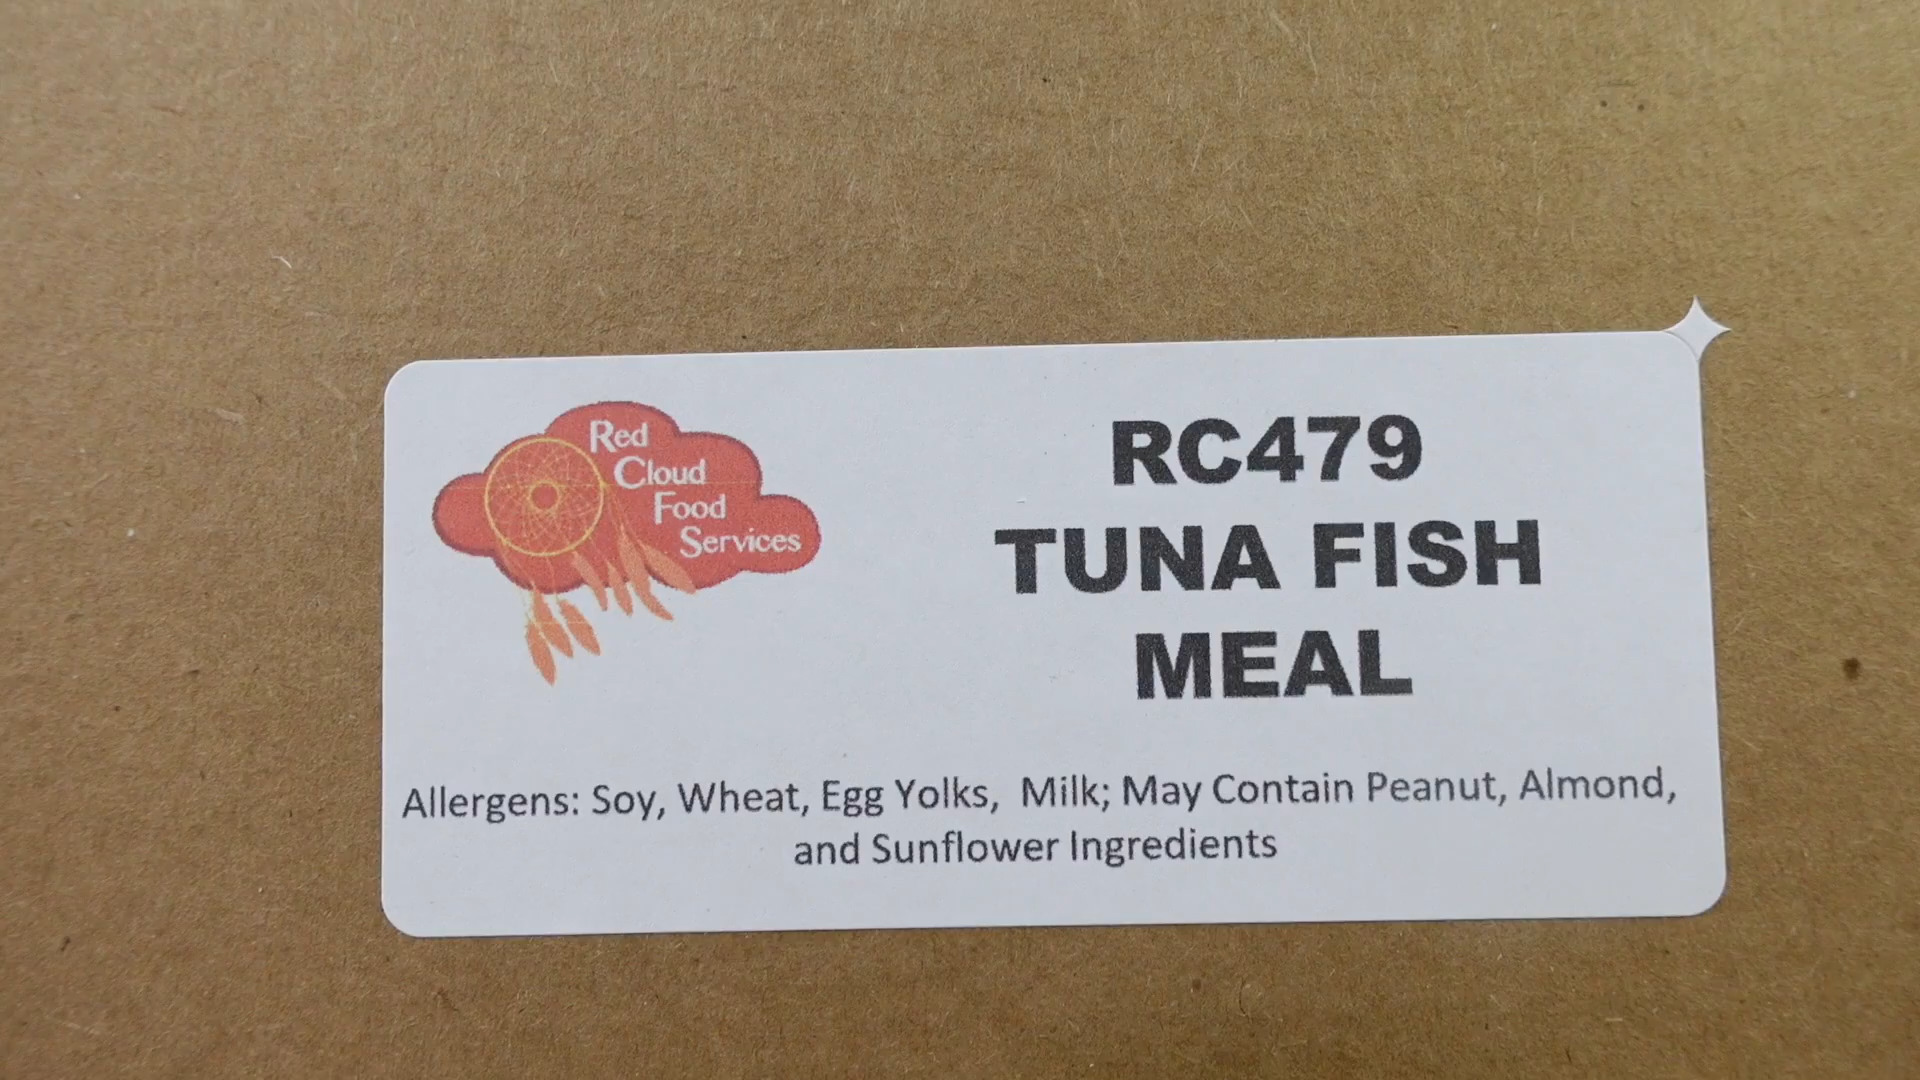 Red
Cloud
Food
Services
RC479
TUNA FISH
MEAL
Allergens: Soy, Wheat, Egg Yolks, Milk; May Contain Peanut, Almond,
and Sunflower Ingredients